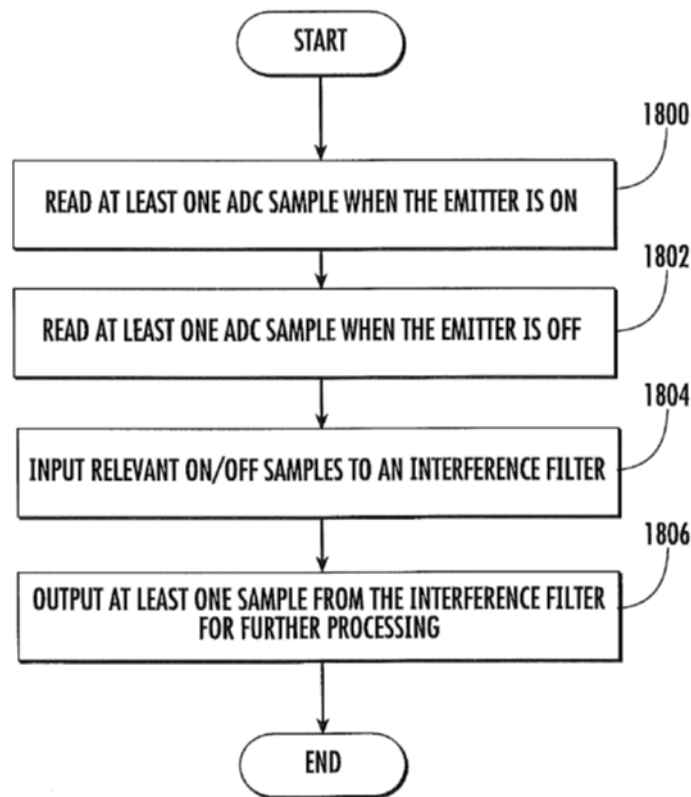 START
1800
READ AT LEAST ONE ADC SAMPLE WHEN THE EMITTER IS ON
1802
READ AT LEAST ONE ADC SAMPLE WHEN THE EMITTER IS OFF
1804
INPUT RELEVANT ON/OFF SAMPLES TO AN INTERFERENCE FILTER
1806
OUTPUT AT LEAST ONE SAMPLE FROM THE INTERFERENCE FILTER
FOR FURTHER PROCESSING
END